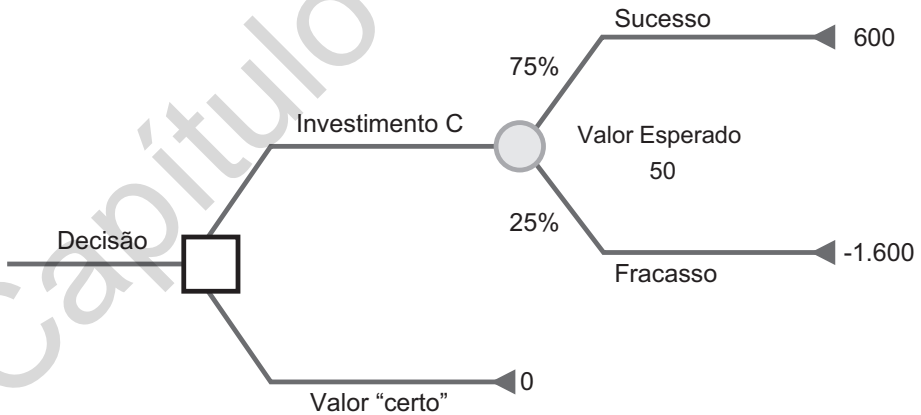 Sucesso
600
75%
Investimento C
Valor Esperado
50
Decisão
25%
-1.600
Fracasso
0
Valor “certo”
Capítulo